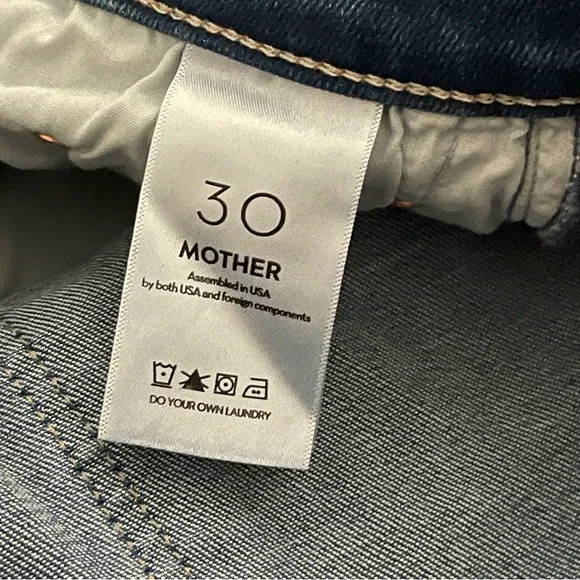 30
MOTHER
Assembled in USA
by both USA and foreign components
DO YOUR OWN LAUNDRY